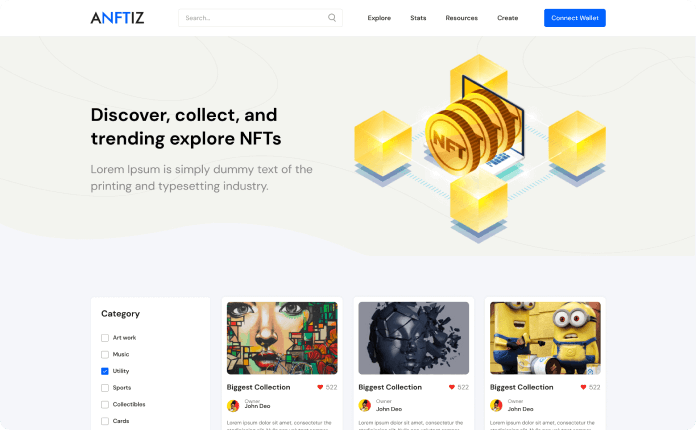 ANFTIZ
Search...
Explore
Stats
Resources
Create
Connect Wallet
Discover, collect, and
trending explore NFTs
Lorem Ipsum is simply dummy text of the
printing and typesetting industry.
NFT
Category
Art work
Music
Utility
Sports
Collectibles
Cards
Biggest Collection
522
Owner
John Deo
Lorem ipsum dolor sit amet, consectetur the
Biggest Collection
522
Owner
John Deo
Lorem ipsum dolor sit amet, consectetur the
Biggest Collection
522
Owner
John Deo
Lorem ipsum dolor sit amet, consectetur the